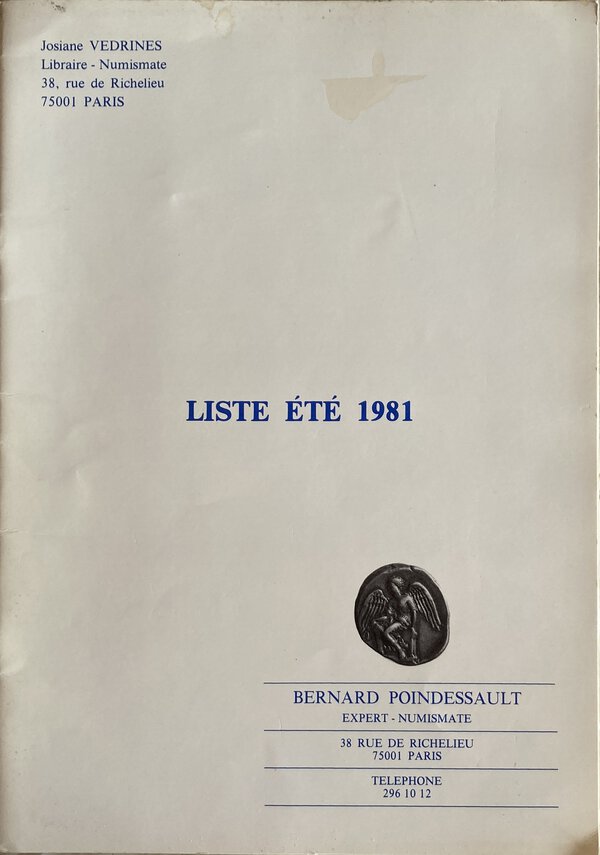 Josiane VEDRINES
Libraire - Numismate
38, rue de Richelieu
75001 PARIS
LISTE ÉTÉ 1981
BERNARD POINDESSAULT
EXPERT - NUMISMATE
38 RUE DE RICHELIEU
75001 PARIS
TELEPHONE
296 10 12